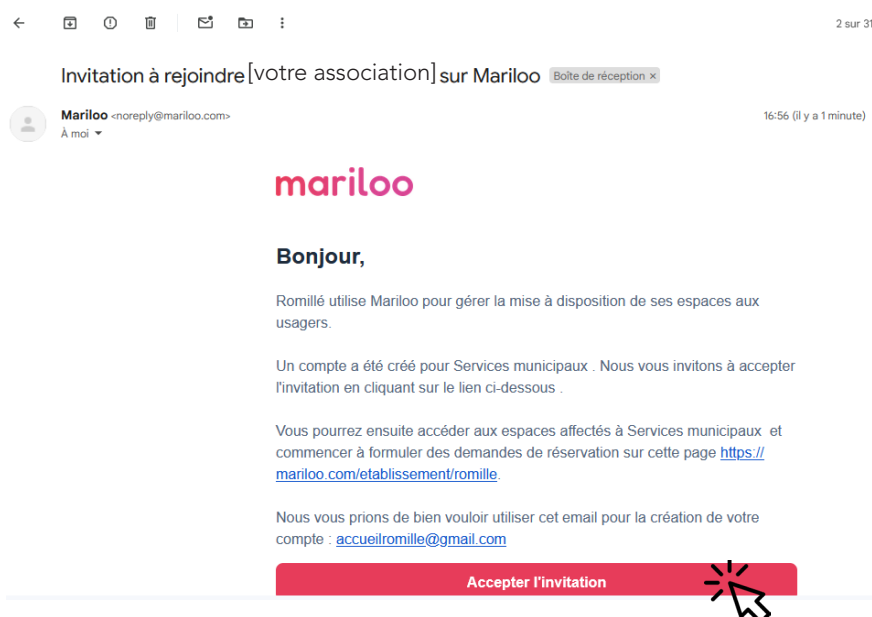 2 sur 31
Invitation à rejoindre [votre association] sur Mariloo Boîte de réception ×
Mariloo <noreply@mariloo.com> 16:56 (il y a 1 minute)
À moi
mariloo
Bonjour,
Romillé utilise Mariloo pour gérer la mise à disposition de ses espaces aux
usagers.
Un compte a été créé pour Services municipaux . Nous vous invitons à accepter
l'invitation en cliquant sur le lien ci-dessous .
Vous pourrez ensuite accéder aux espaces affectés à Services municipaux et
commencer à formuler des demandes de réservation sur cette page https://
mariloo.com/etablissement/romille.
Nous vous prions de bien vouloir utiliser cet email pour la création de votre
compte : accueilromille@gmail.com
Accepter l'invitation